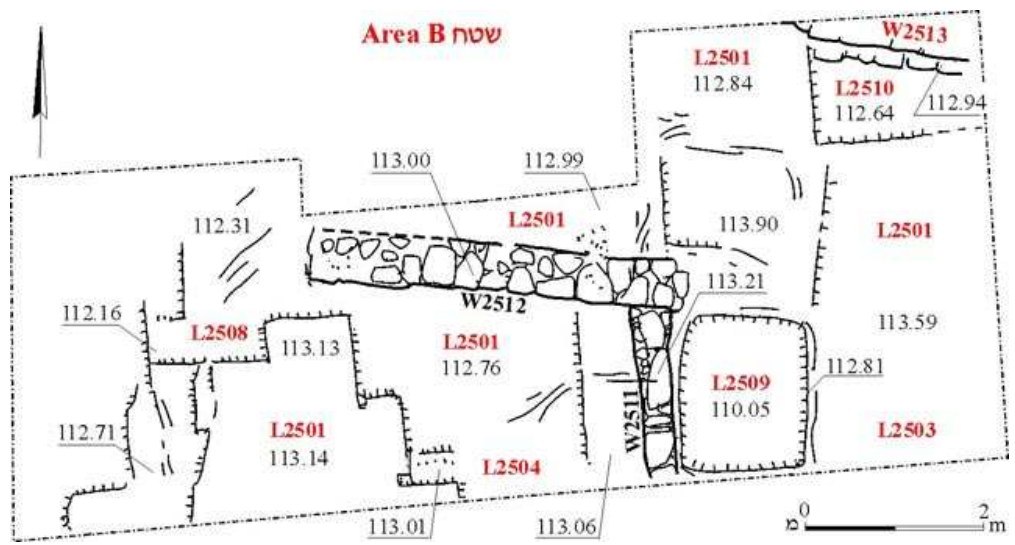 Area B שטח
W2513
L2501
112.84
L2510
112.64
112.94
113.00
112.99
112.31
L2501
113.90
L2501
113.21
W2512
112.16
L2508
113.13
L2501
112.76
113.59
L2509
110.05
112.81
W2511
112.71
L2501
113.14
L2504
L2503
113.01
113.06
0 2
מ m